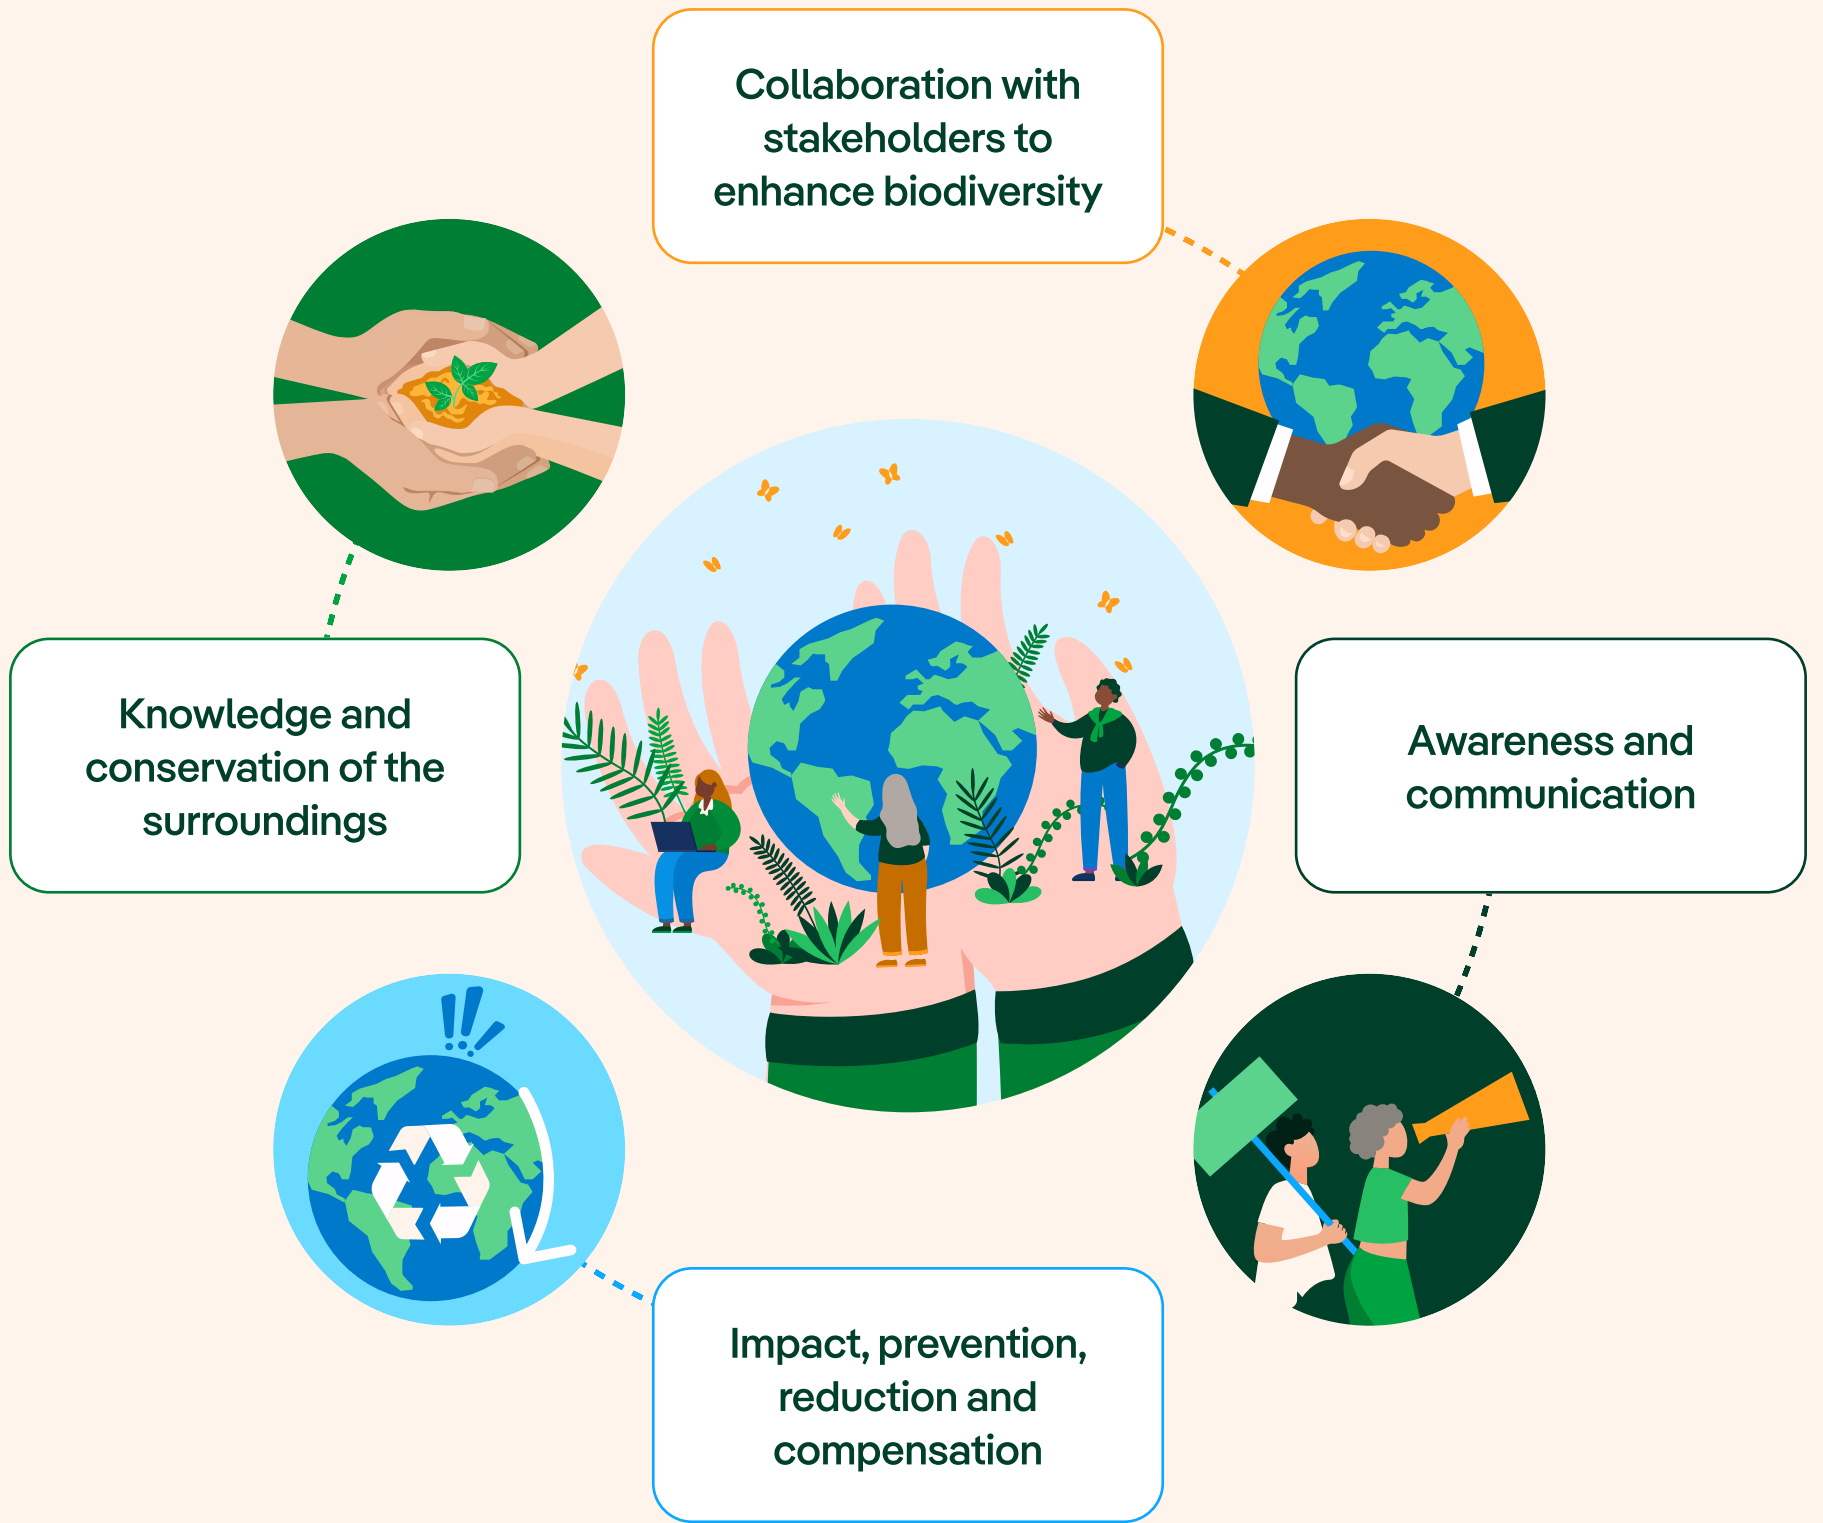 Collaboration with
stakeholders to
enhance biodiversity
Knowledge and
conservation of the
surroundings
Awareness and
communication
Impact, prevention,
reduction and
compensation